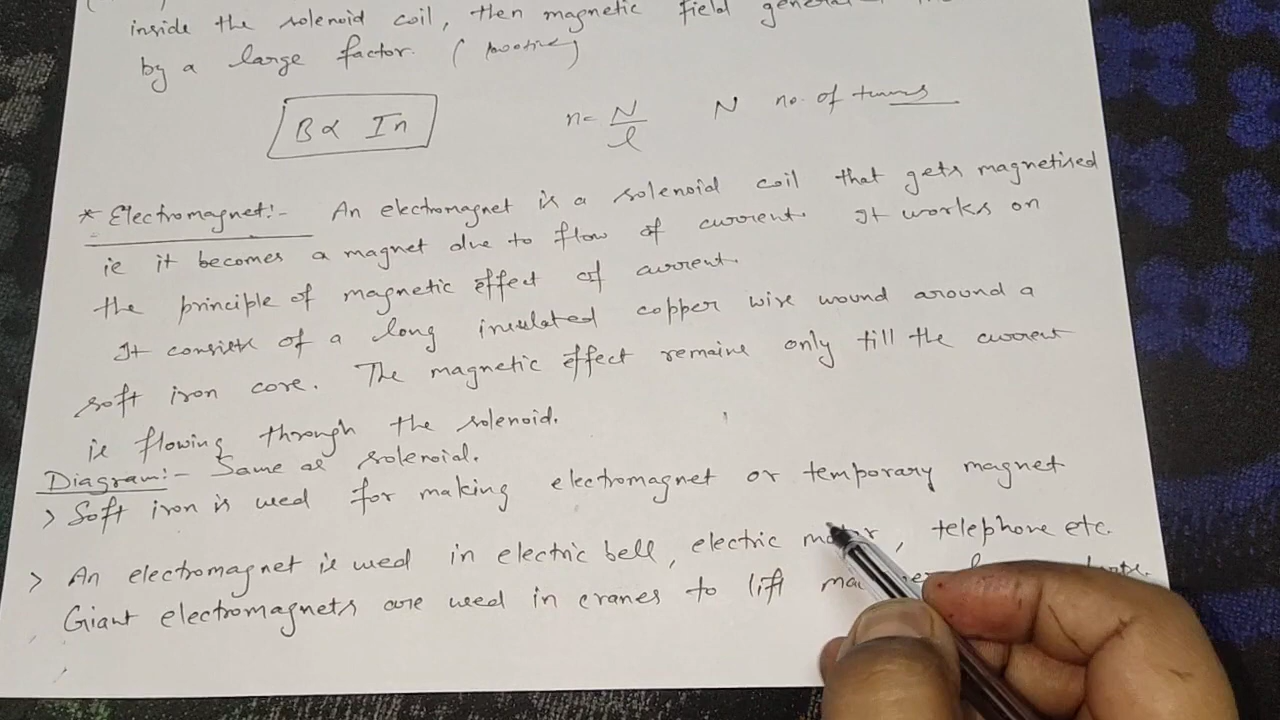 inside the solenoid coil, then magnetic field
by a large factor.
B ∝ In n = N/l N no. of turns
* Electromagnet:- An electromagnet is a solenoid coil that gets magnetised
ie it becomes a magnet due to flow of current. It works on
the principle of magnetic effect of current.
It consists of a long insulated copper wire wound around a
soft iron core. The magnetic effect remains only till the current
is flowing through the solenoid.
Diagram:- Same as solenoid.
> Soft iron is used for making electromagnet or temporary magnet
> An electromagnet is used in electric bell, electric motor, telephone etc.
Giant electromagnets are used in cranes to lift